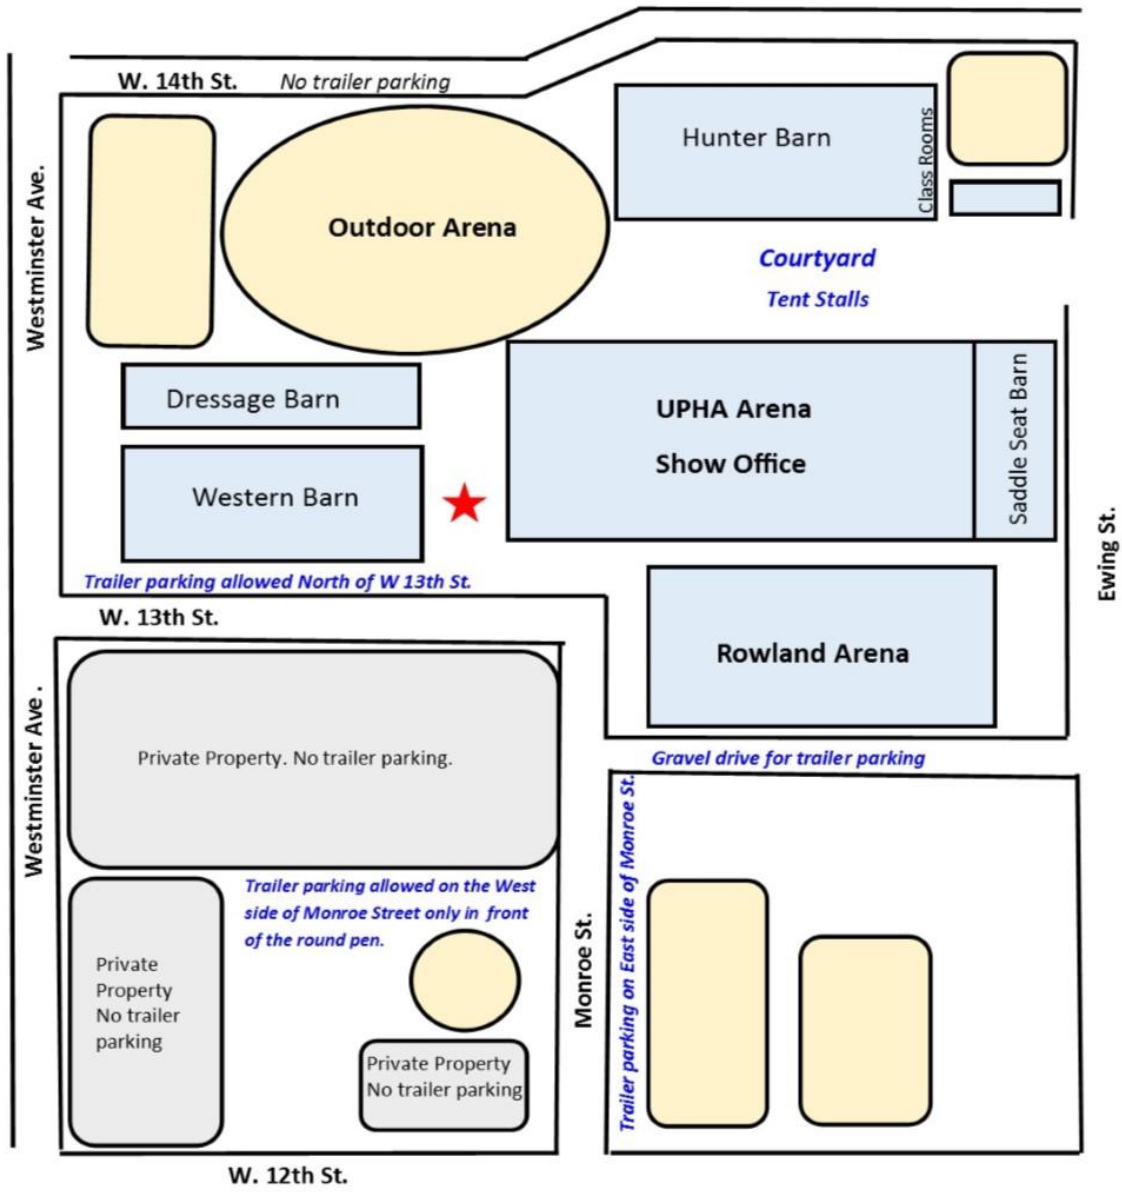 W. 14th St.
No trailer parking
Westminster Ave.
Outdoor Arena
Hunter Barn
Class Rooms
Courtyard
Tent Stalls
Dressage Barn
Western Barn
UPHA Arena
Show Office
Saddle Seat Barn
Ewing St.
Trailer parking allowed North of W 13th St.
W. 13th St.
Rowland Arena
Westminster Ave.
Private Property. No trailer parking.
Gravel drive for trailer parking
Trailer parking allowed on the West
side of Monroe Street only in front
of the round pen.
Private
Property
No trailer
parking
Private Property
No trailer parking
Monroe St.
Trailer parking on East side of Monroe St.
W. 12th St.